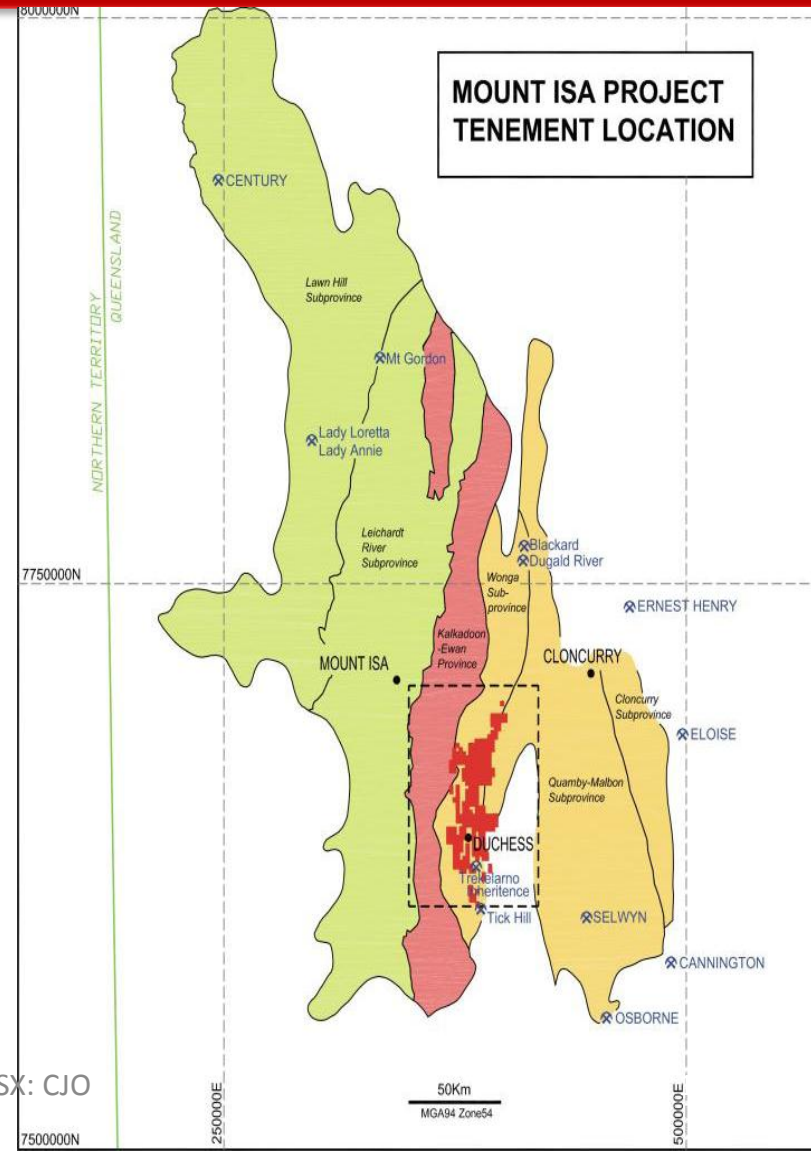 8000000N
MOUNT ISA PROJECT
TENEMENT LOCATION
CENTURY
QUEENSLAND
NORTHERN TERRITORY
Lawn Hill
Subprovince
Mt Gordon
Lady Loretta
Lady Annie
Leichardt
River
Subprovince
Blackard
Dugald River
7750000N
Wonga
Sub-
province
ERNEST HENRY
Kalkadoon
-Ewan
Province
MOUNT ISA
CLONCURRY
Cloncurry
Subprovince
ELOISE
Quamby-Malbon
Subprovince
DUCHESS
Trekelarno
Inheritence
Tick Hill
SELWYN
CANNINGTON
OSBORNE
SX: CJO
2500000E
50Km
MGA94 Zone54
500000E
7500000N